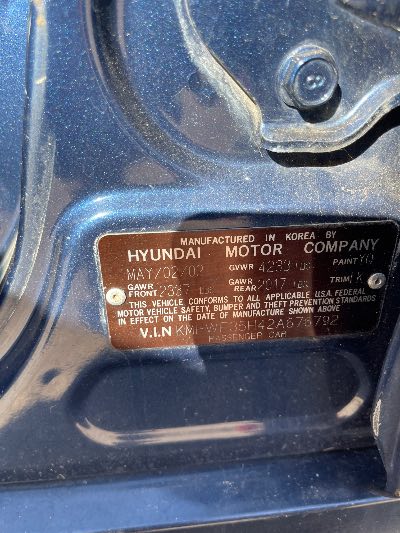 MANUFACTURED IN KOREA BY
HYUNDAI MOTOR COMPANY
MAY/02/02 GVWR LBS PAINT YQ
GAWR FRONT LBS GAWR REAR 2017 LBS TRIM K
THIS VEHICLE CONFORMS TO ALL APPLICABLE U.S.A. FEDERAL
MOTOR VEHICLE SAFETY, BUMPER AND THEFT PREVENTION STANDARDS
IN EFFECT ON THE DATE OF MANUFACTURE SHOWN ABOVE
V.I.N
PASSENGER CAR